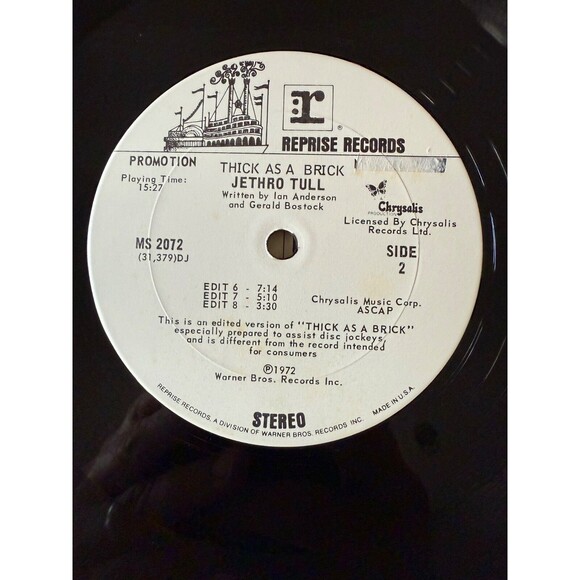 r
®
REPRISE RECORDS
PROMOTION
THICK AS A BRICK
Playing Time:
15:27
JETHRO TULL
Written by Ian Anderson
and Gerald Bostock
Chrysalis
PRODUCTION
Licensed By Chrysalis
Records Ltd.
MS 2072
(31,379)DJ
SIDE
2
EDIT 6 - 7:14
EDIT 7 - 5:10
EDIT 8 - 3:30
Chrysalis Music Corp.
ASCAP
This is an edited version of "THICK AS A BRICK"
especially prepared to assist disc jockeys,
and is different from the record intended
for consumers
℗1972
Warner Bros. Records Inc.
STEREO
REPRISE RECORDS, A DIVISION OF WARNER BROS. RECORDS INC. MADE IN U.S.A.